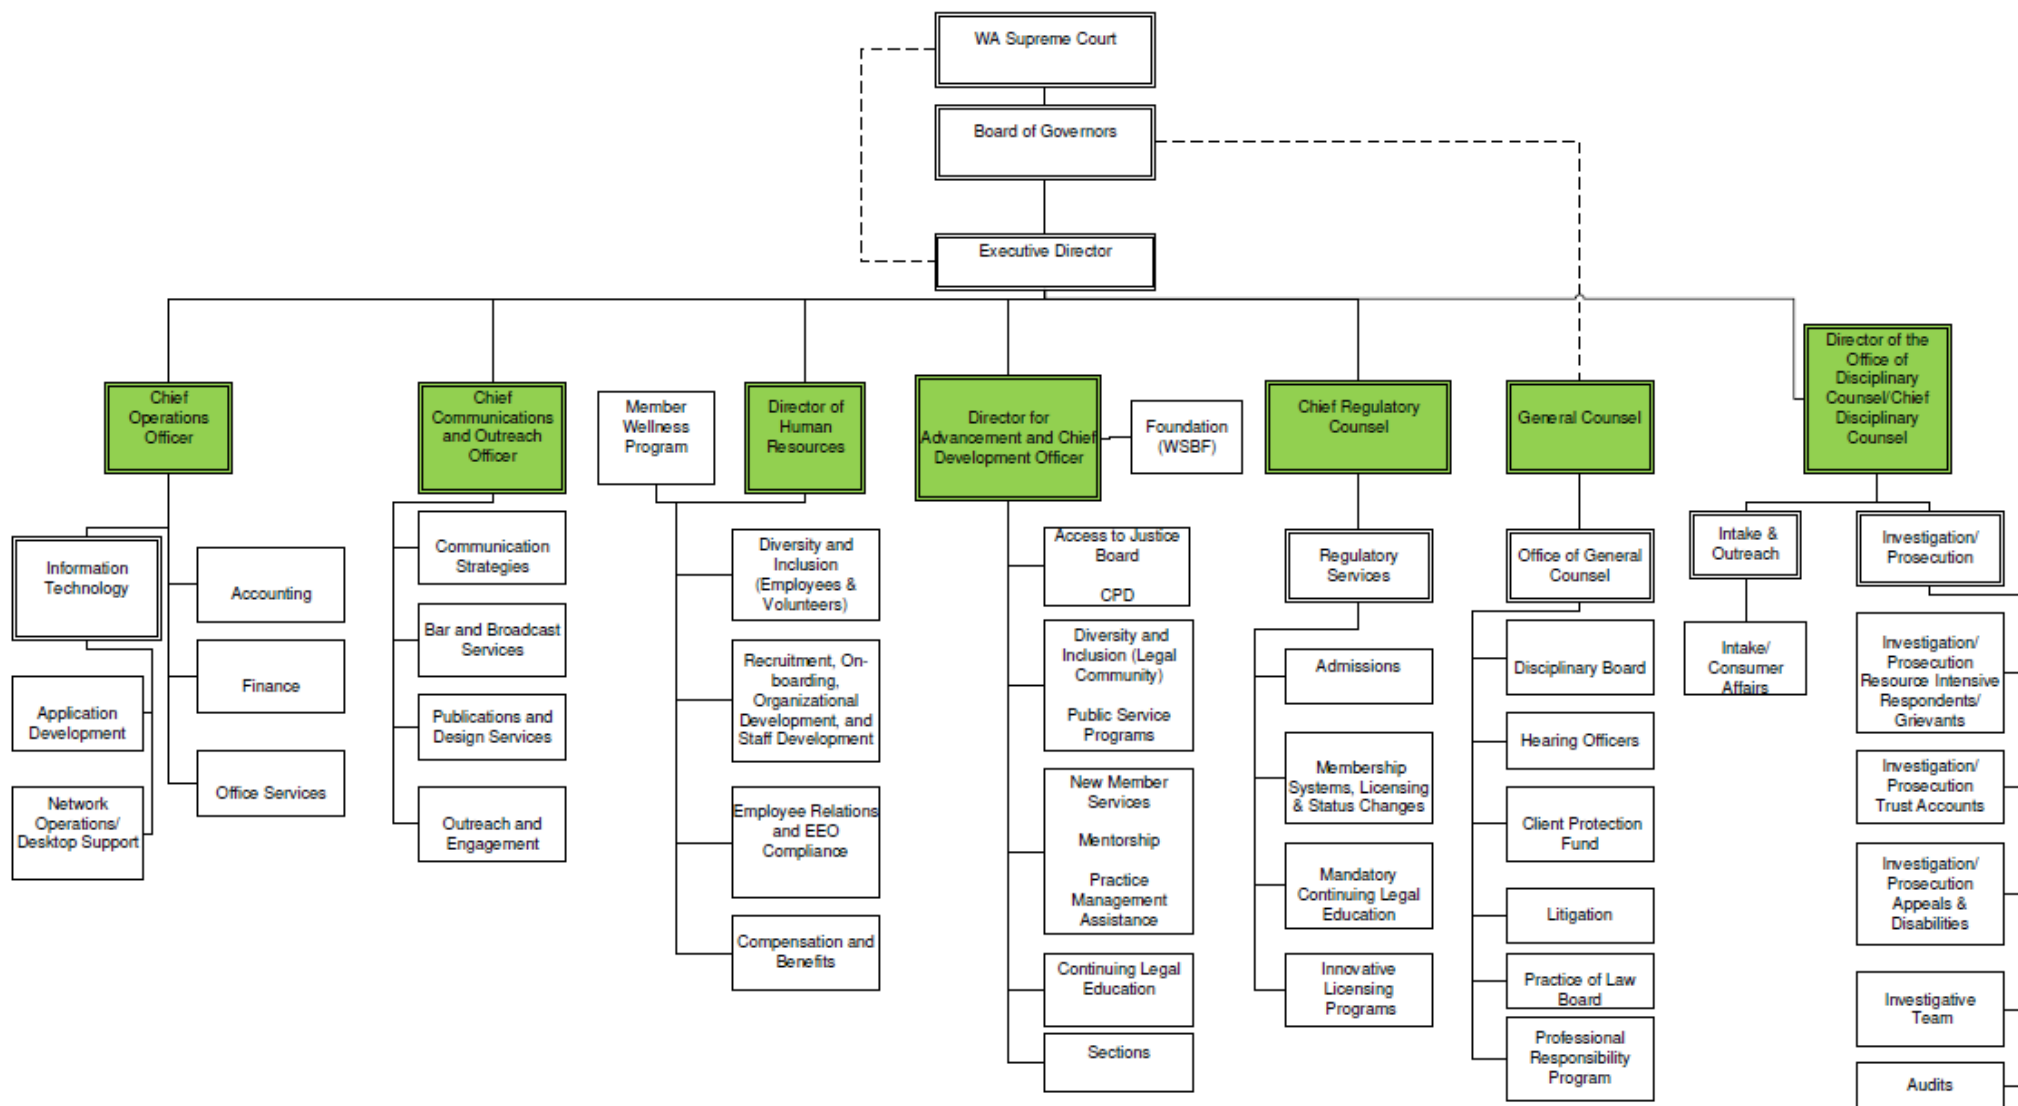 WA Supreme Court
Board of Governors
Executive Director
Chief
Operations
Officer
Chief
Communications
and Outreach
Officer
Member
Wellness
Program
Director of
Human
Resources
Director for
Advancement and Chief
Development Officer
Foundation
(WSBF)
Chief Regulatory
Counsel
General Counsel
Director of the
Office of
Disciplinary
Counsel/Chief
Disciplinary
Counsel
Information
Technology
Application
Development
Network
Operations/
Desktop Support
Accounting
Finance
Office Services
Communication
Strategies
Bar and Broadcast
Services
Publications and
Design Services
Outreach and
Engagement
Diversity and
Inclusion
(Employees &
Volunteers)
Recruitment, On-
boarding,
Organizational
Development, and
Staff Development
Employee Relations
and EEO
Compliance
Compensation and
Benefits
Access to Justice
Board
CPD
Diversity and
Inclusion (Legal
Community)
Public Service
Programs
New Member
Services
Mentorship
Practice
Management
Assistance
Continuing Legal
Education
Sections
Regulatory
Services
Admissions
Membership
Systems, Licensing
& Status Changes
Mandatory
Continuing Legal
Education
Innovative
Licensing
Programs
Office of General
Counsel
Disciplinary Board
Hearing Officers
Client Protection
Fund
Litigation
Practice of Law
Board
Professional
Responsibility
Program
Intake &
Outreach
Intake/
Consumer
Affairs
Investigation/
Prosecution
Investigation/
Prosecution
Resource Intensive
Respondents/
Grievants
Investigation/
Prosecution
Trust Accounts
Investigation/
Prosecution
Appeals &
Disabilities
Investigative
Team
Audits